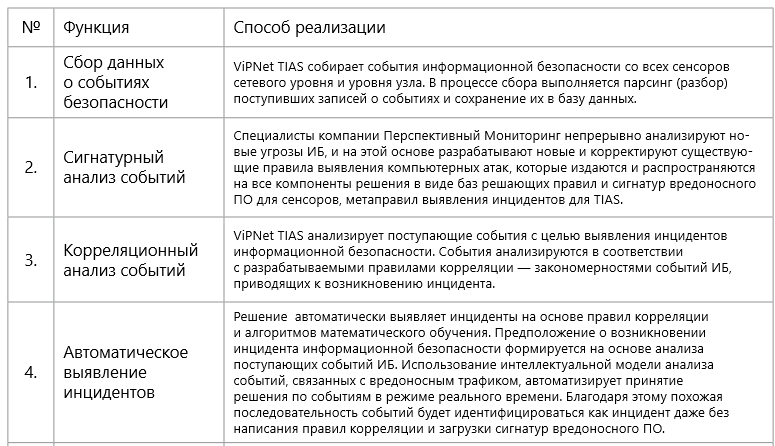 № Функция Способ реализации
1. Сбор данных
о событиях
безопасности
ViPNet TIAS собирает события информационной безопасности со всех сенсоров
сетевого уровня и уровня узла. В процессе сбора выполняется парсинг (разбор)
поступивших записей о событиях и сохранение их в базу данных.
2. Сигнатурный
анализ событий
Специалисты компании Перспективный Мониторинг непрерывно анализируют но-
вые угрозы ИБ, и на этой основе разрабатывают новые и корректируют существую-
щие правила выявления компьютерных атак, которые издаются и распространяются
на все компоненты решения в виде баз решающих правил и сигнатур вредоносного
ПО для сенсоров, метаправил выявления инцидентов для TIAS.
3. Корреляционный
анализ событий
ViPNet TIAS анализирует поступающие события с целью выявления инцидентов
информационной безопасности. События анализируются в соответствии
с разрабатываемыми правилами корреляции — закономерностями событий ИБ,
приводящих к возникновению инцидента.
4. Автоматическое
выявление
инцидентов
Решение автоматически выявляет инциденты на основе правил корреляции
и алгоритмов математического обучения. Предположение о возникновении
инцидента информационной безопасности формируется на основе анализа
поступающих событий ИБ. Использование интеллектуальной модели анализа
событий, связанных с вредоносным трафиком, автоматизирует принятие
решения по событиям в режиме реального времени. Благодаря этому похожая
последовательность событий будет идентифицироваться как инцидент даже без
написания правил корреляции и загрузки сигнатур вредоносного ПО.